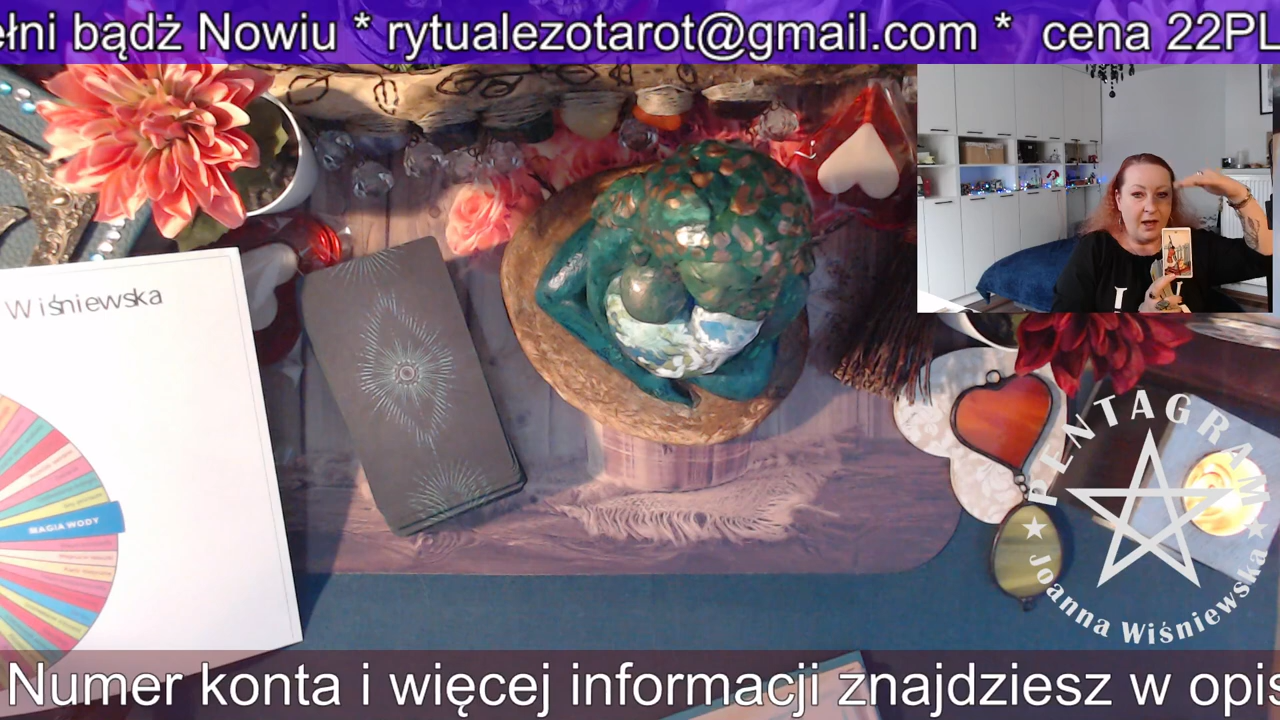 ełni bądź Nowiu * rytualezotarot@gmail.com * cena 22PL
Wiśniewska
MAGIA WODY
PENTAGRAM
★ Joanna Wiśniewska ★
Numer konta i więcej informacji znajdziesz w opis